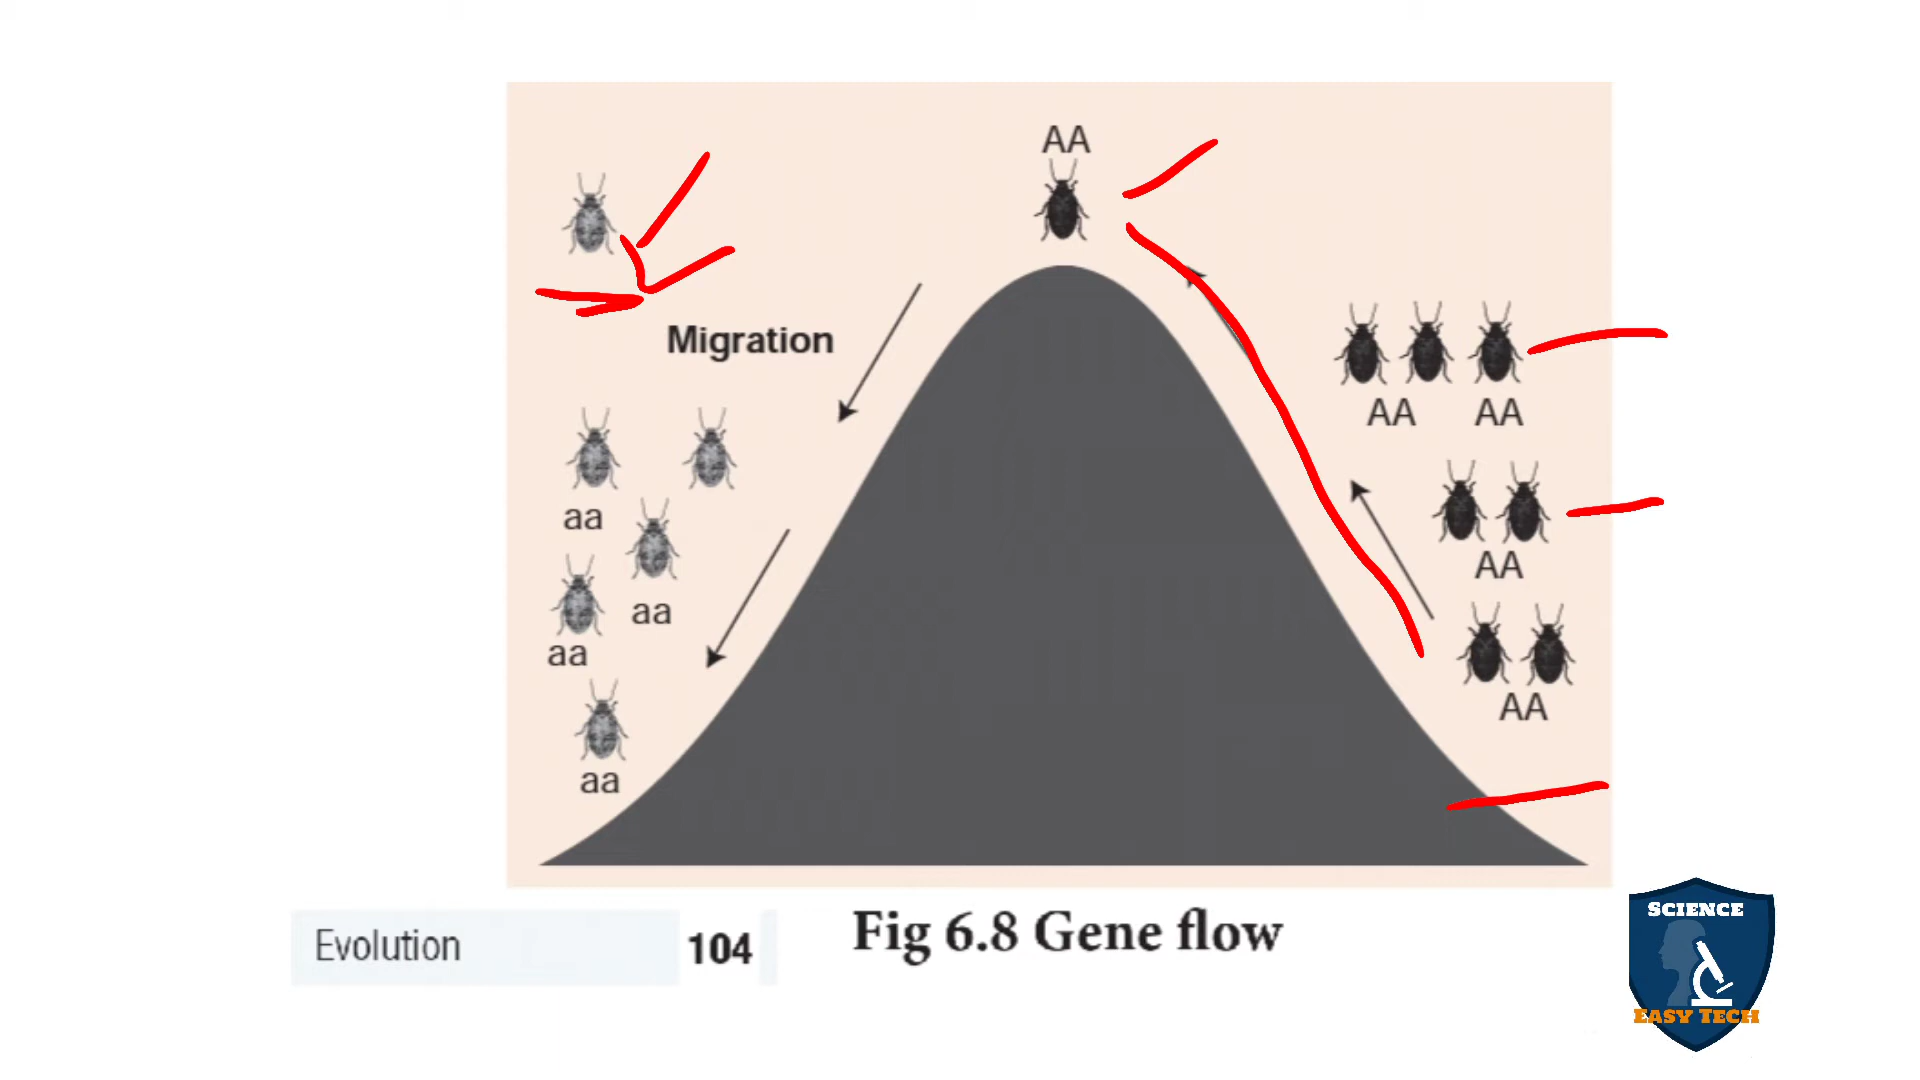 AA
Migration
AA AA
aa
AA
aa
aa
AA
aa
Evolution 104 Fig 6.8 Gene flow
SCIENCE
EASY TECH